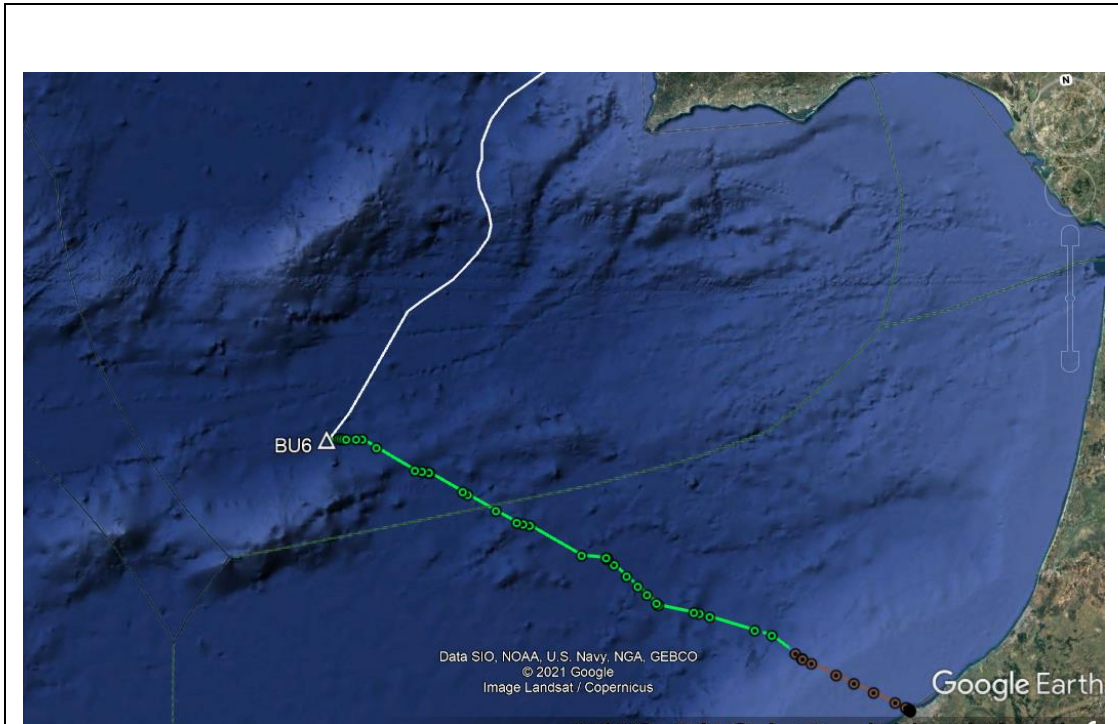 N
BU6
Data SIO, NOAA, U.S. Navy, NGA, GEBCO
© 2021 Google
Image Landsat / Copernicus
Google Earth